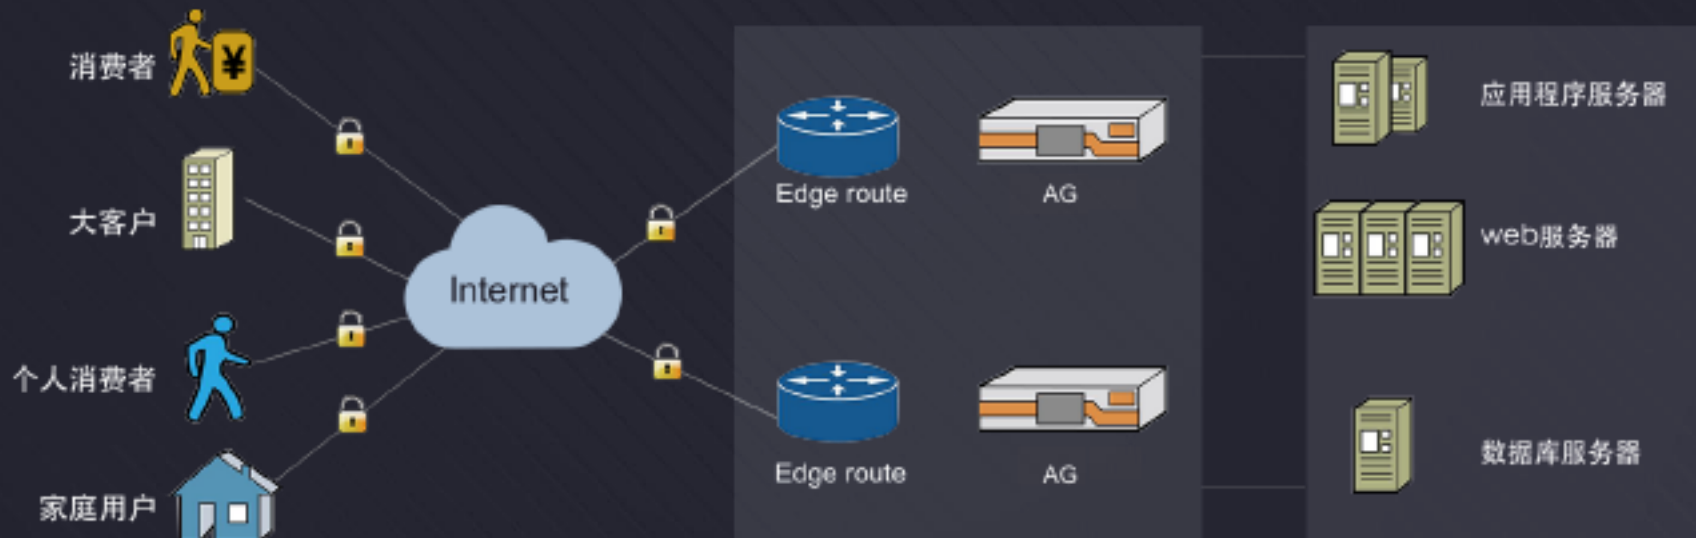 消费者
¥
大客户
个人消费者
家庭用户
Internet
Edge route
AG
Edge route
AG
应用程序服务器
web服务器
数据库服务器